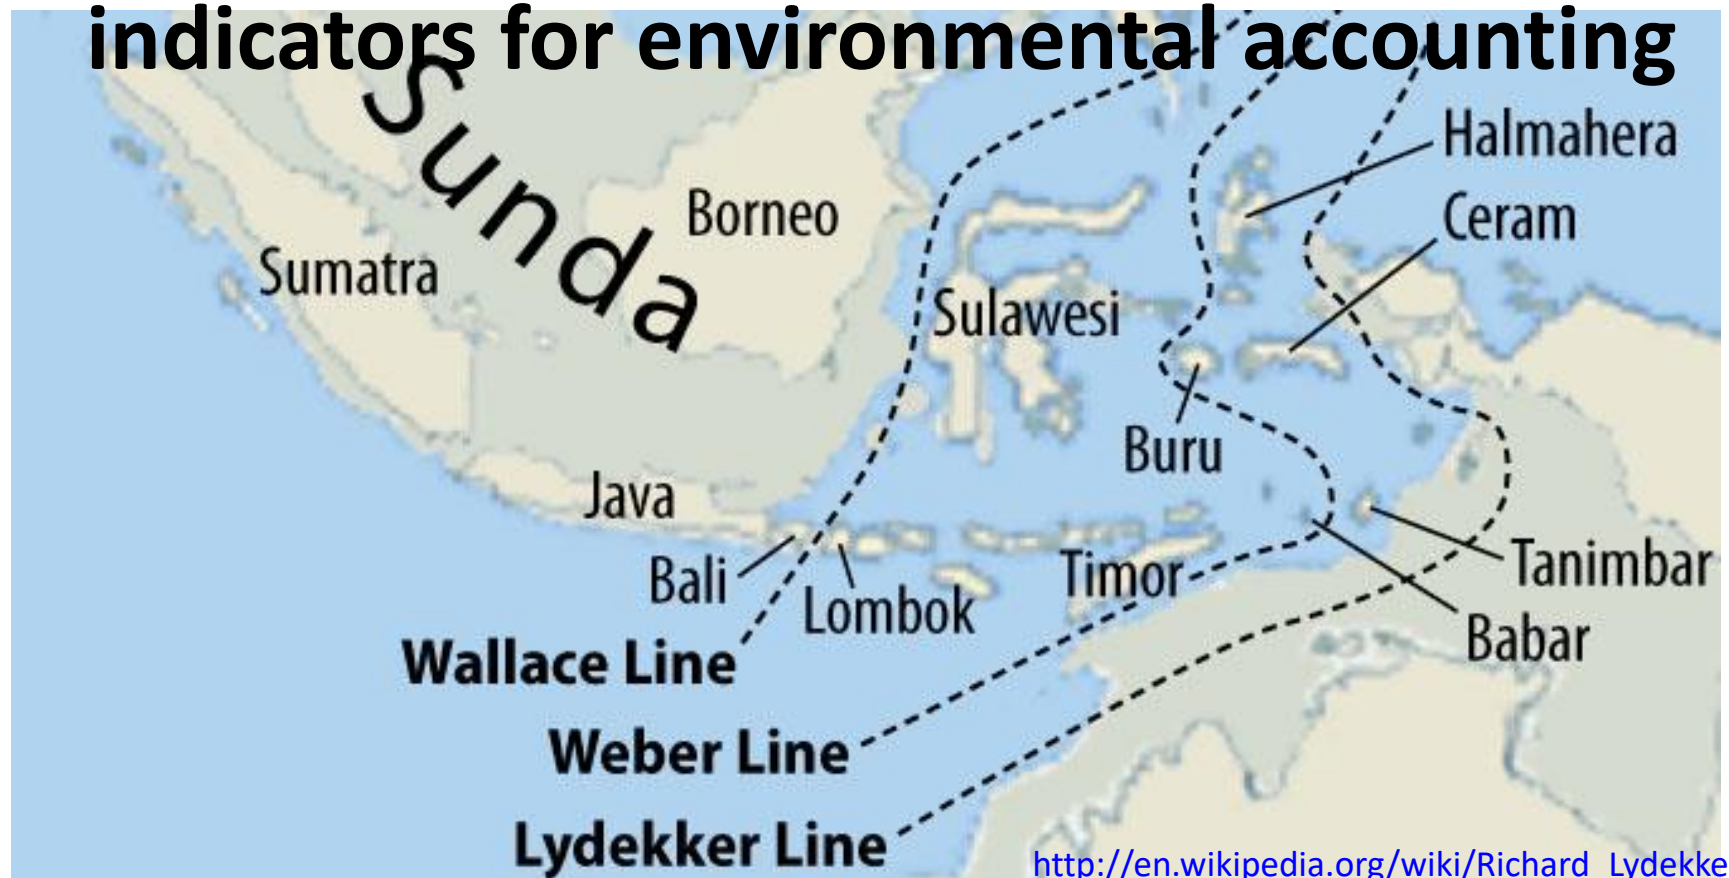 indicators for environmental accounting
Sunda
Halmahera
Ceram
Borneo
Sumatra
Sulawesi
Buru
Java
Bali
Lombok
Timor
Tanimbar
Babar
Wallace Line
Weber Line
Lydekker Line
http://en.wikipedia.org/wiki/Richard_Lydekke